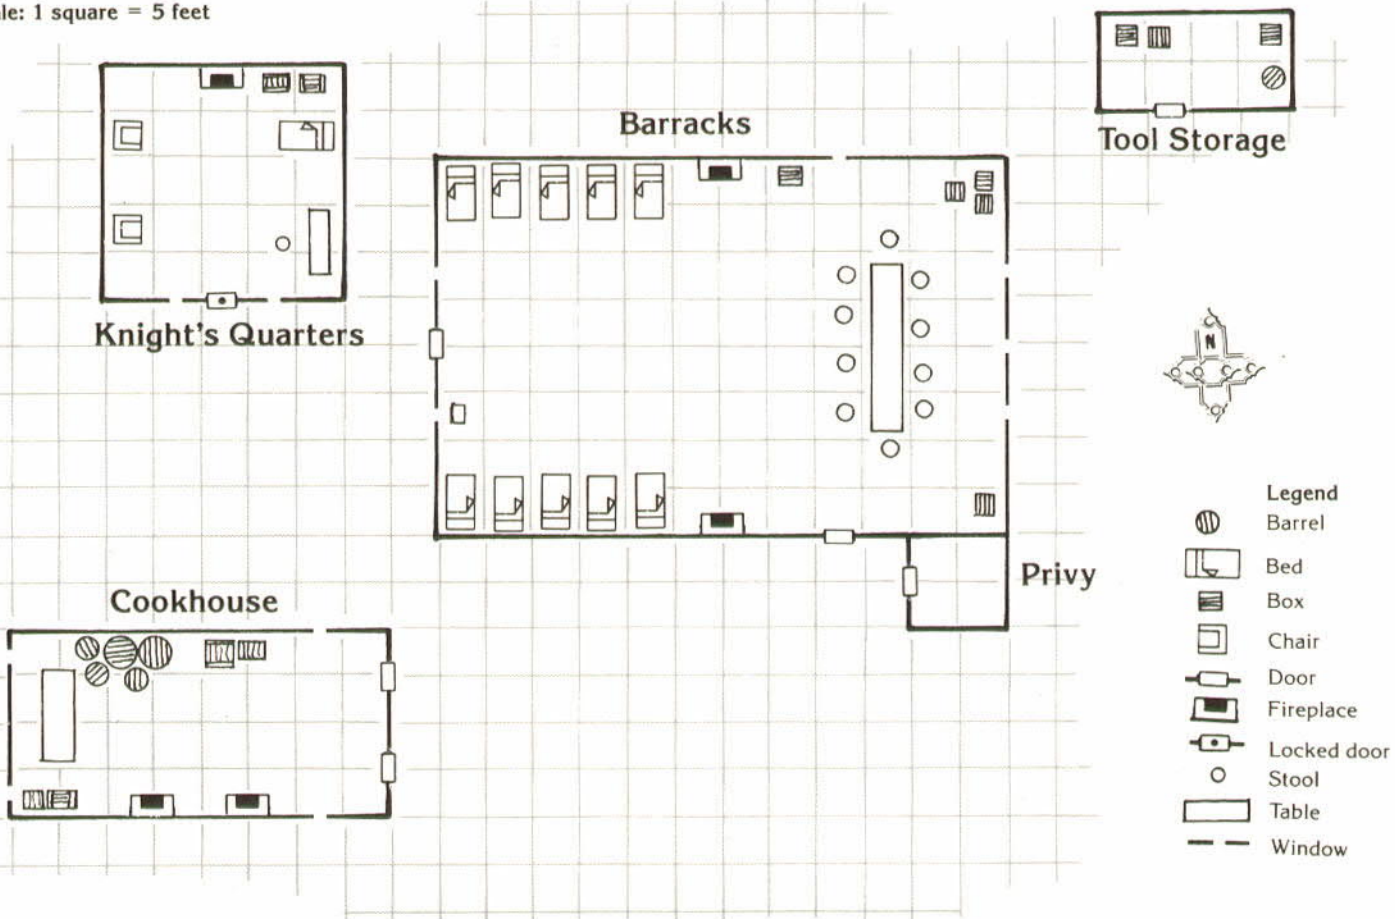 le: 1 square = 5 feet
Barracks
Tool Storage
Knight's Quarters
N
Privy
Cookhouse
Legend
Barrel
Bed
Box
Chair
Door
Fireplace
Locked door
Stool
Table
Window